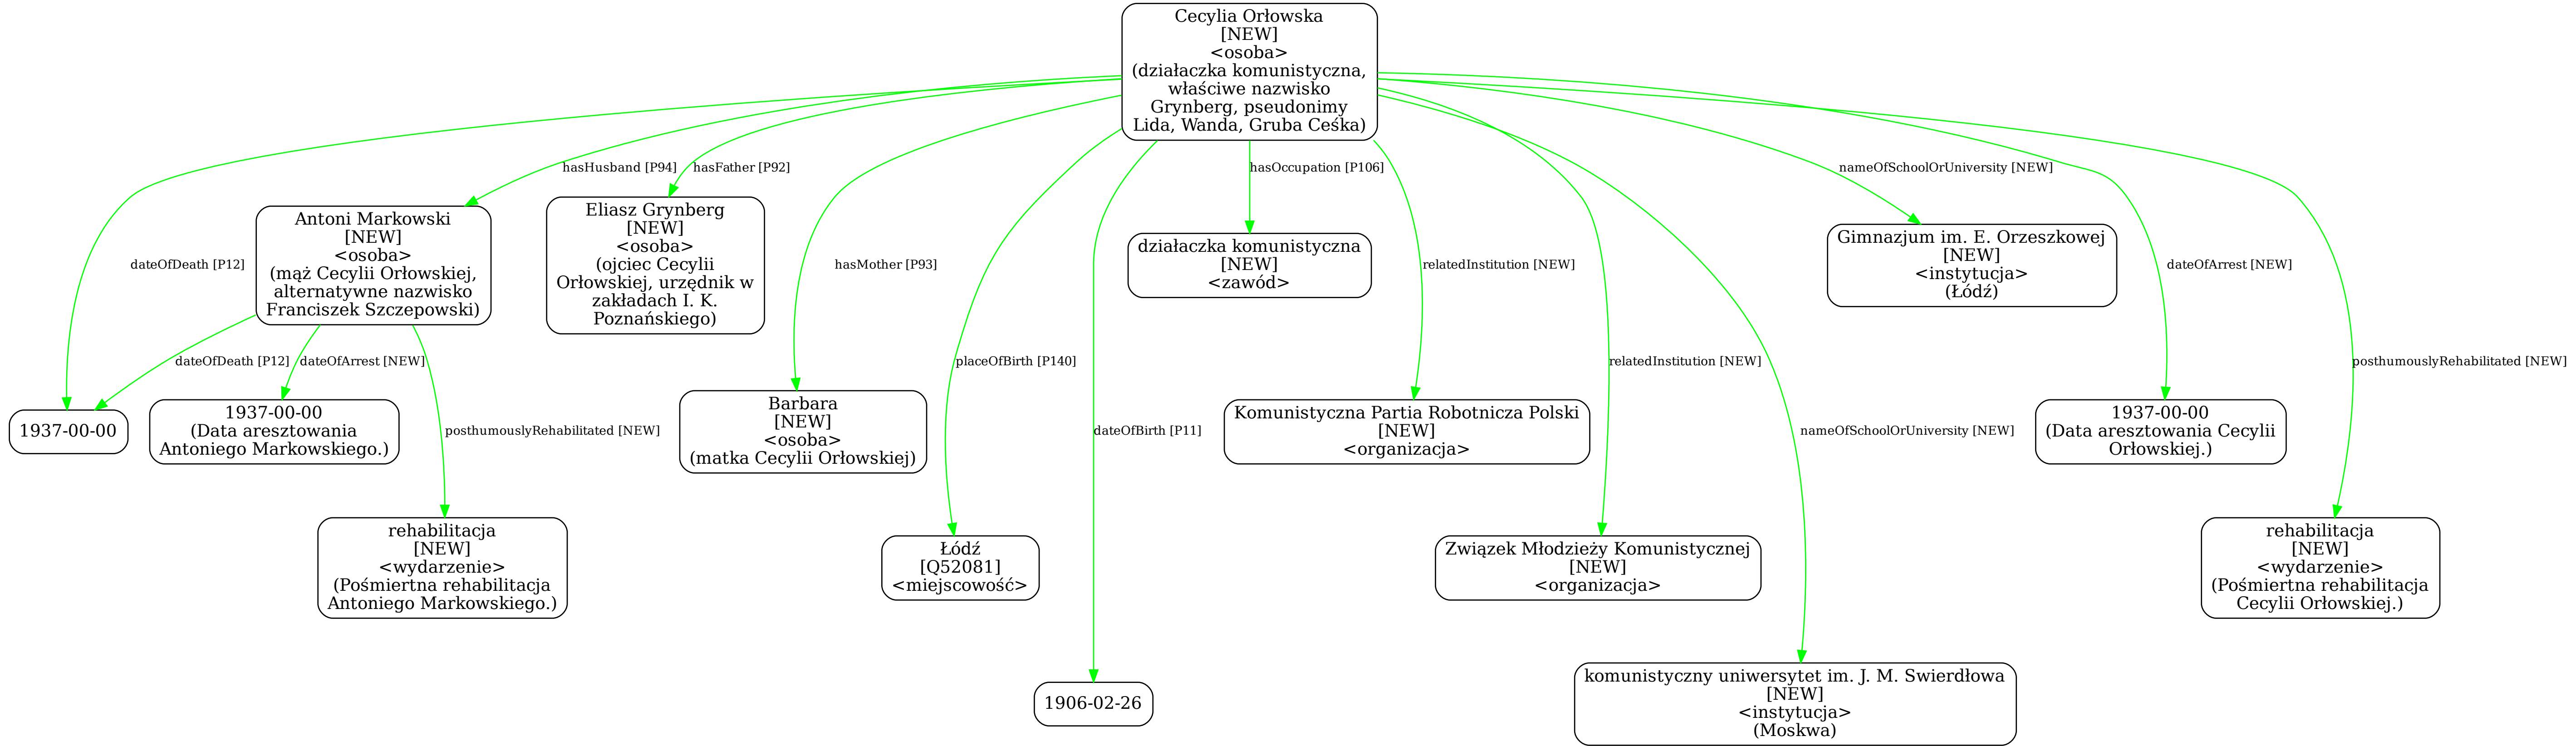 Cecylia Orłowska
[NEW]
<osoba>
(działaczka komunistyczna,
właściwe nazwisko
Grynberg, pseudonimy
Lida, Wanda, Gruba Ceśka)
hasHusband [P94]
hasFather [P92]
hasOccupation [P106]
nameOfSchoolOrUniversity [NEW]
dateOfDeath [P12]
Antoni Markowski
[NEW]
<osoba>
(mąż Cecylii Orłowskiej,
alternatywne nazwisko
Franciszek Szczepowski)
Eliasz Grynberg
[NEW]
<osoba>
(ojciec Cecylii
Orłowskiej, urzędnik w
zakładach I. K.
Poznańskiego)
hasMother [P93]
działaczka komunistyczna
[NEW]
<zawód>
relatedInstitution [NEW]
Gimnazjum im. E. Orzeszkowej
[NEW]
<instytucja>
(Łódź)
dateOfArrest [NEW]
dateOfDeath [P12]
dateOfArrest [NEW]
placeOfBirth [P140]
relatedInstitution [NEW]
posthumouslyRehabilitated [NEW]
1937-00-00
1937-00-00
(Data aresztowania
Antoniego Markowskiego.)
posthumouslyRehabilitated [NEW]
Barbara
[NEW]
<osoba>
(matka Cecylii Orłowskiej)
dateOfBirth [P11]
Komunistyczna Partia Robotnicza Polski
[NEW]
<organizacja>
nameOfSchoolOrUniversity [NEW]
1937-00-00
(Data aresztowania Cecylii
Orłowskiej.)
rehabilitacja
[NEW]
<wydarzenie>
(Pośmiertna rehabilitacja
Antoniego Markowskiego.)
Łódź
[Q52081]
<miejscowość>
Związek Młodzieży Komunistycznej
[NEW]
<organizacja>
rehabilitacja
[NEW]
<wydarzenie>
(Pośmiertna rehabilitacja
Cecylii Orłowskiej.)
1906-02-26
komunistyczny uniwersytet im. J. M. Swierdłowa
[NEW]
<instytucja>
(Moskwa)